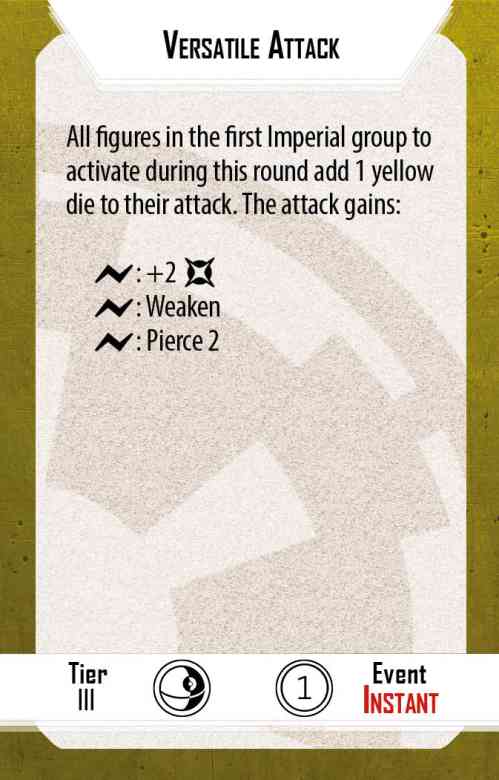 Versatile Attack
All figures in the first Imperial group to
activate during this round add 1 yellow
die to their attack. The attack gains:
: +2
: Weaken
: Pierce 2
Tier
III
1
Event
Instant